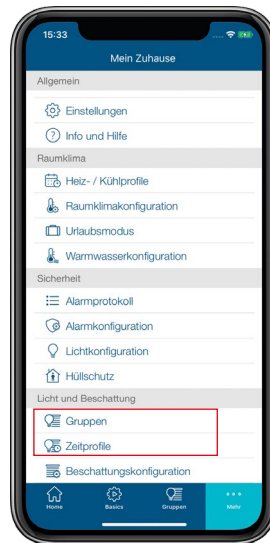 15:33
Mein Zuhause
Allgemein
Einstellungen
Info und Hilfe
Raumklima
Heiz- / Kühlprofile
Raumklimakonfiguration
Urlaubsmodus
Warmwasserkonfiguration
Sicherheit
Alarmprotokoll
Alarmkonfiguration
Lichtkonfiguration
Hüllschutz
Licht und Beschattung
Gruppen
Zeitprofile
Beschattungskonfiguration
Home Basics Gruppen Mehr